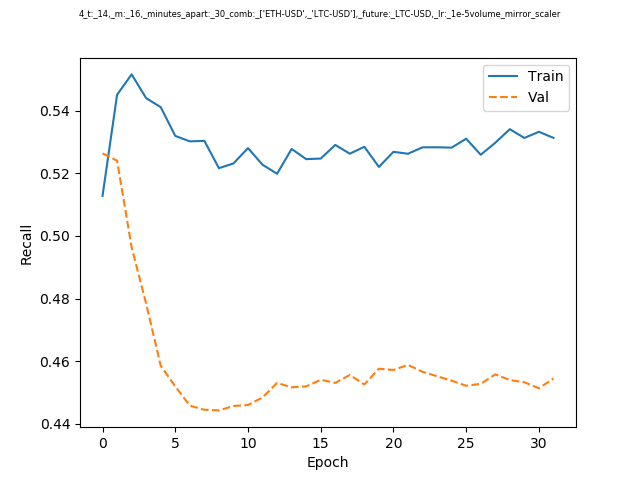 4_t:_14,_m:_16,_minutes_apart:_30_comb:_['ETH-USD',_'LTC-USD'],_future:_LTC-USD,_lr:_1e-5volume_mirror_scaler
Train
Val
0.54
0.52
0.50
0.48
0.46
0.44
Recall
0 5 10 15 20 25 30
Epoch